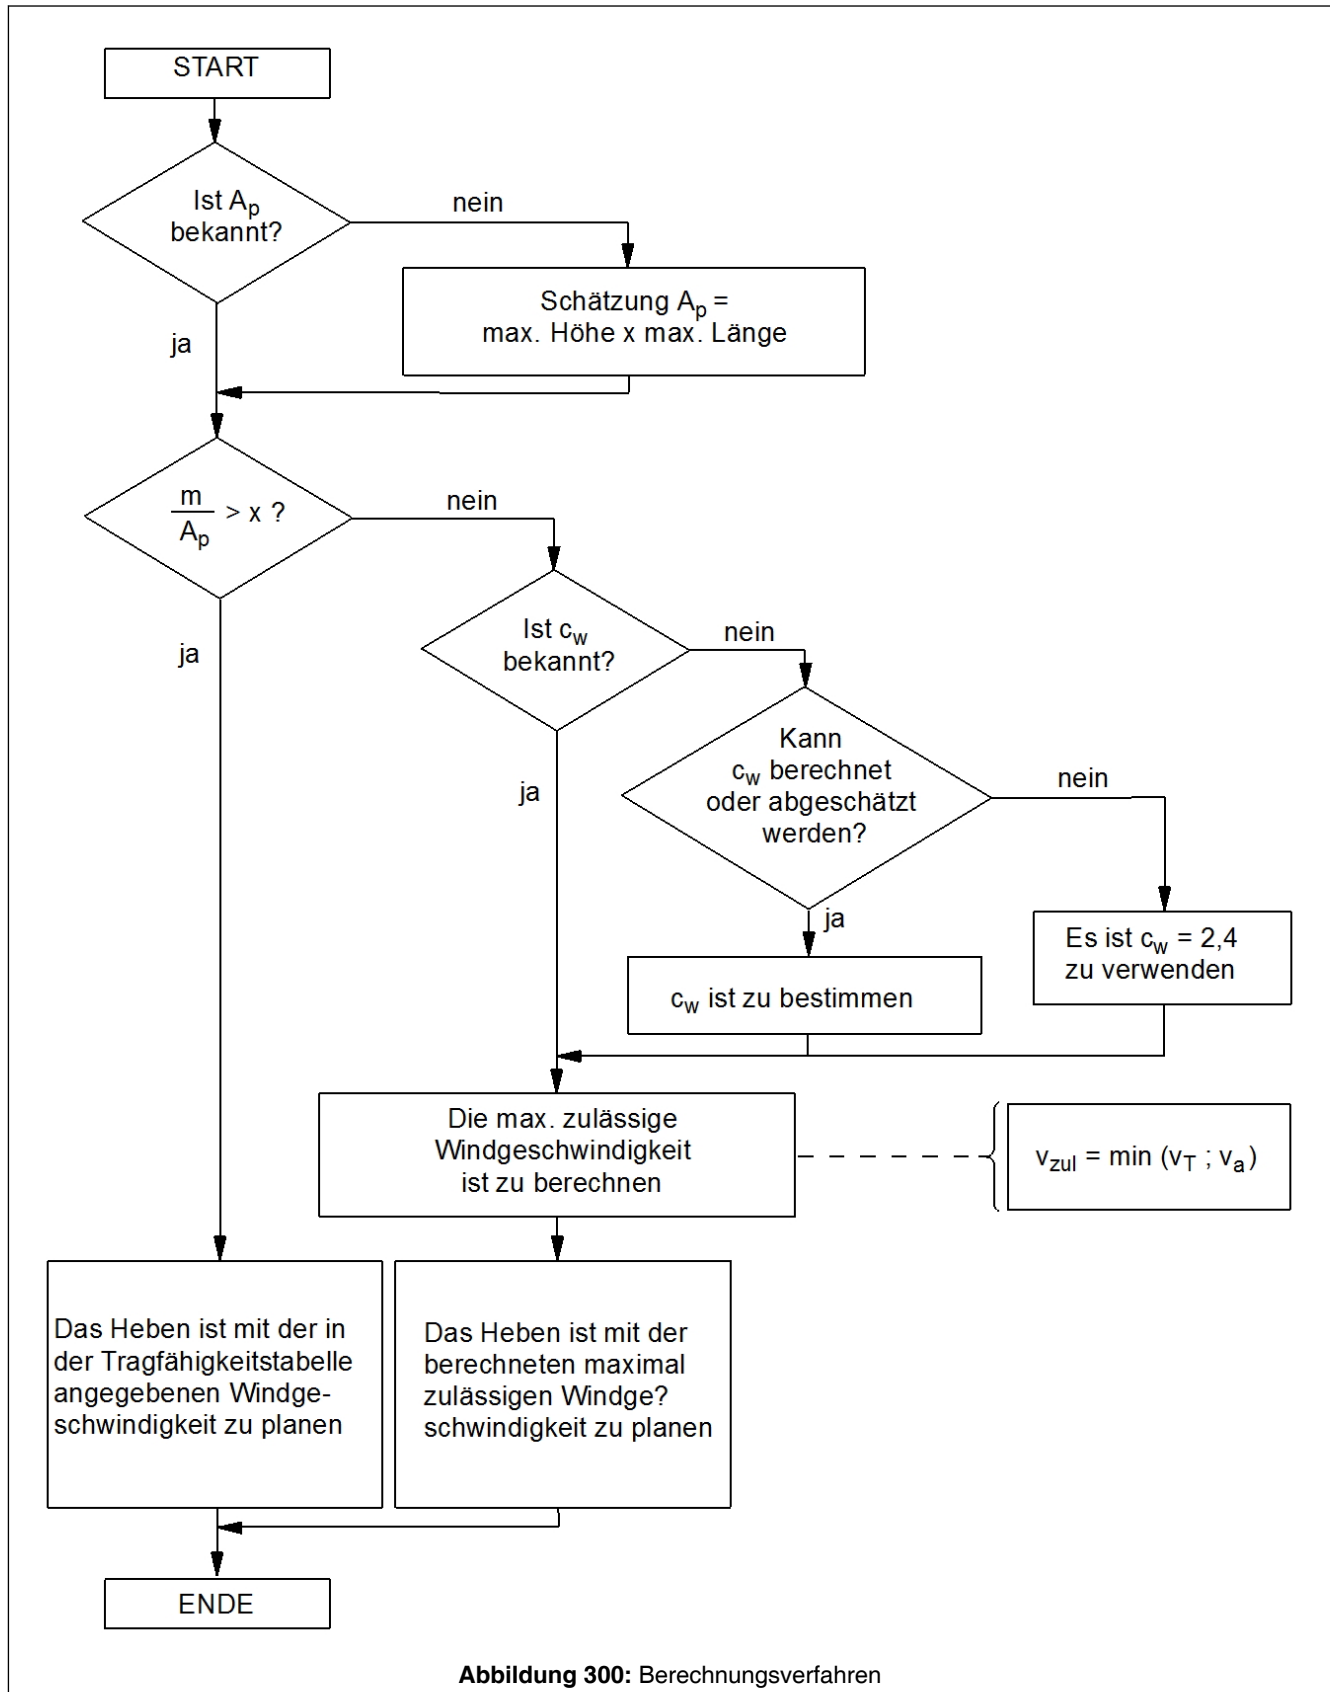 START
Ist Ap
bekannt?
nein
Schätzung Ap =
max. Höhe x max. Länge
ja
m
Ap
> x ?
nein
ja
Ist cw
bekannt?
nein
ja
Kann
cw berechnet
oder abgeschätzt
werden?
nein
ja
Es ist cw = 2,4
zu verwenden
cw ist zu bestimmen
Die max. zulässige
Windgeschwindigkeit
ist zu berechnen
vzul = min (vT ; va)
Das Heben ist mit der in
der Tragfähigkeitstabelle
angegebenen Windge-
schwindigkeit zu planen
Das Heben ist mit der
berechneten maximal
zulässigen Windge?
schwindigkeit zu planen
ENDE
Abbildung 300: Berechnungsverfahren